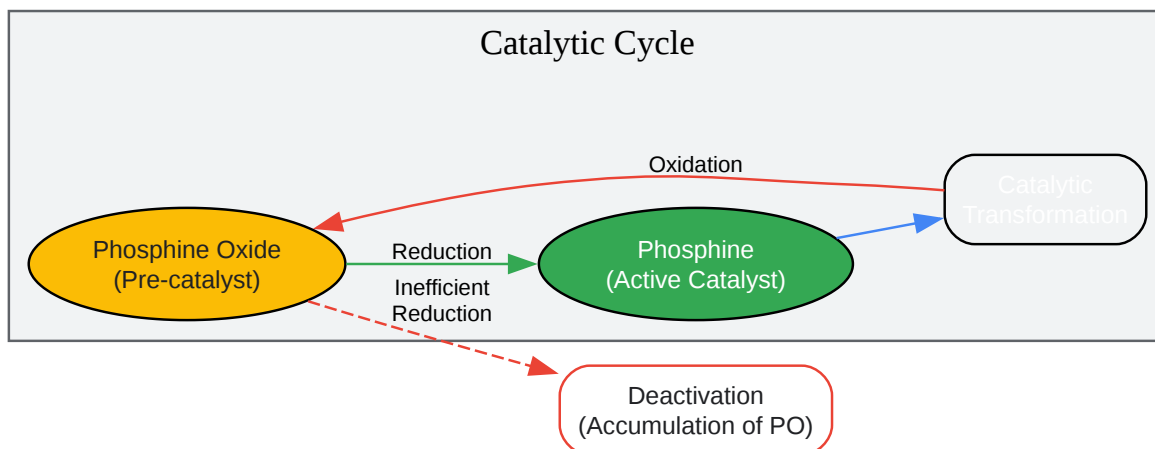 Catalytic Cycle
Oxidation
Catalytic
Transformation
Phosphine Oxide
(Pre-catalyst)
Reduction
Phosphine
(Active Catalyst)
Inefficient
Reduction
Deactivation
(Accumulation of PO)